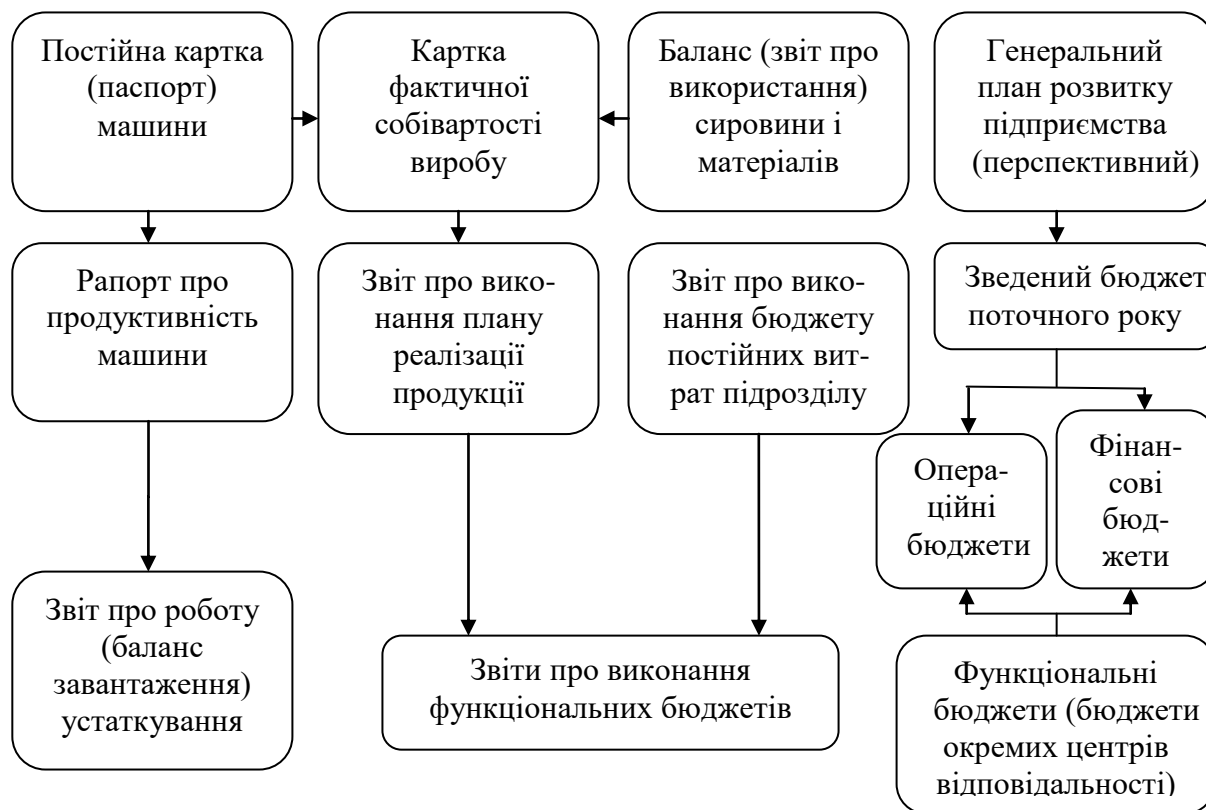 Постійна картка
(паспорт)
машини
Картка
фактичної
собівартості
виробу
Баланс (звіт про
використання)
сировини і
матеріалів
Генеральний
план розвитку
підприємства
(перспективний)
Рапорт про
продуктивність
машини
Звіт про вико-
нання плану
реалізації
продукції
Звіт про вико-
нання бюджету
постійних вит-
рат підрозділу
Зведений бюджет
поточного року
Опера-
ційні
бюджети
Фінан-
сові
бюд-
жети
Звіт про роботу
(баланс
завантаження)
устаткування
Звіти про виконання
функціональних бюджетів
Функціональні
бюджети (бюджети
окремих центрів
відповідальності)